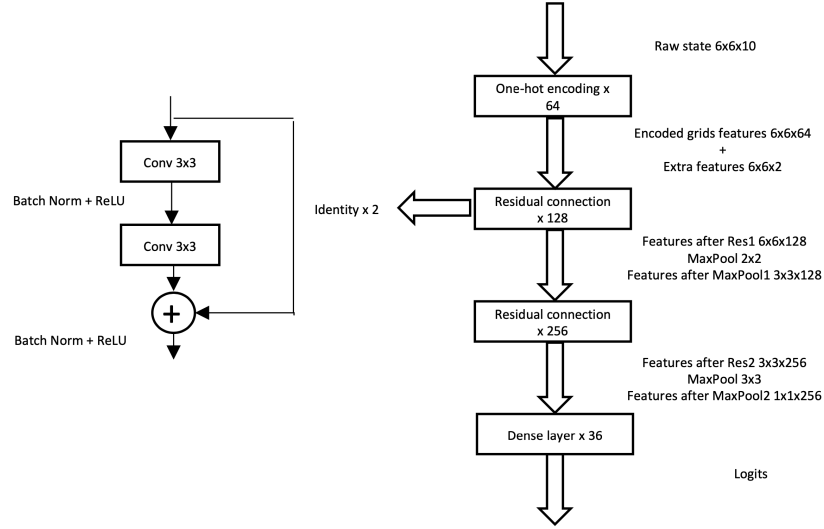 Conv 3x3
Batch Norm + ReLU
Conv 3x3
+
Batch Norm + ReLU
Identity x 2
Raw state 6x6x10
One-hot encoding x
64
Encoded grids features 6x6x64
+
Extra features 6x6x2
Residual connection
x 128
Features after Res1 6x6x128
MaxPool 2x2
Features after MaxPool1 3x3x128
Residual connection
x 256
Features after Res2 3x3x256
MaxPool 3x3
Features after MaxPool2 1x1x256
Dense layer x 36
Logits